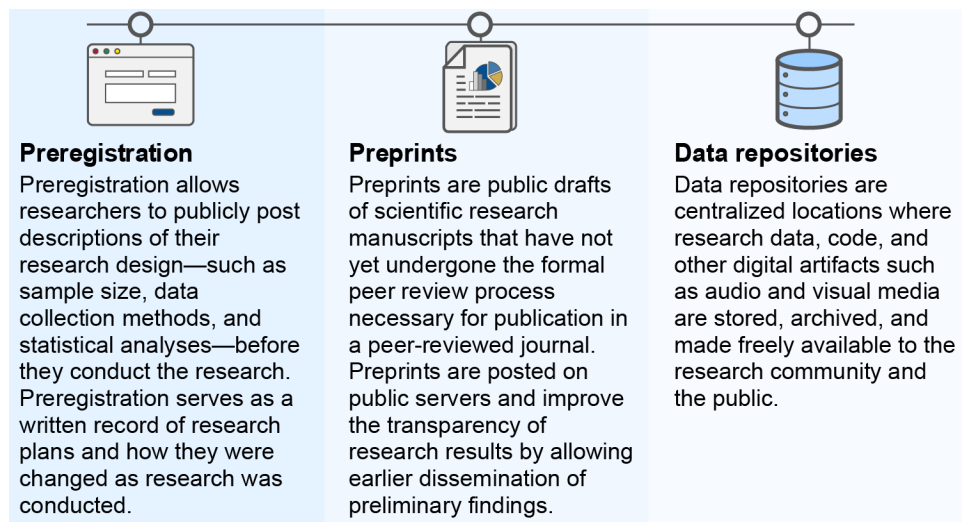 Preregistration
Preregistration allows
researchers to publicly post
descriptions of their
research design—such as
sample size, data
collection methods, and
statistical analyses—before
they conduct the research.
Preregistration serves as a
written record of research
plans and how they were
changed as research was
conducted.
Preprints
Preprints are public drafts
of scientific research
manuscripts that have not
yet undergone the formal
peer review process
necessary for publication in
a peer-reviewed journal.
Preprints are posted on
public servers and improve
the transparency of
research results by allowing
earlier dissemination of
preliminary findings.
Data repositories
Data repositories are
centralized locations where
research data, code, and
other digital artifacts such
as audio and visual media
are stored, archived, and
made freely available to the
research community and
the public.